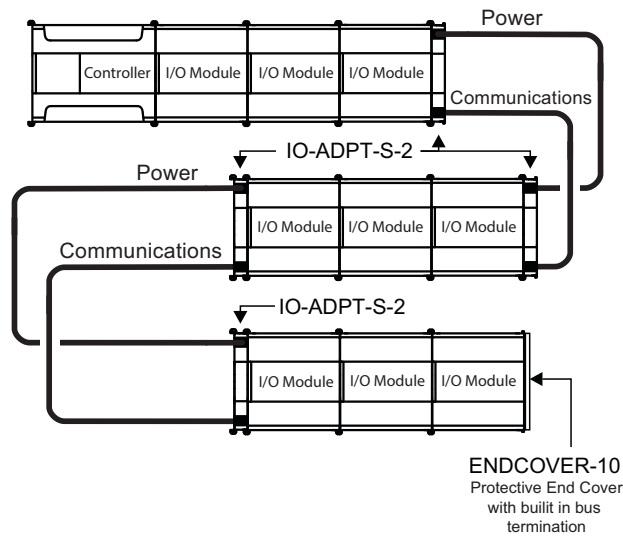 Power
Controller I/O Module I/O Module I/O Module
Communications
IO-ADPT-S-2
Power
I/O Module I/O Module I/O Module
Communications
IO-ADPT-S-2
I/O Module I/O Module I/O Module
ENDCOVER-10
Protective End Cover
with builit in bus
termination